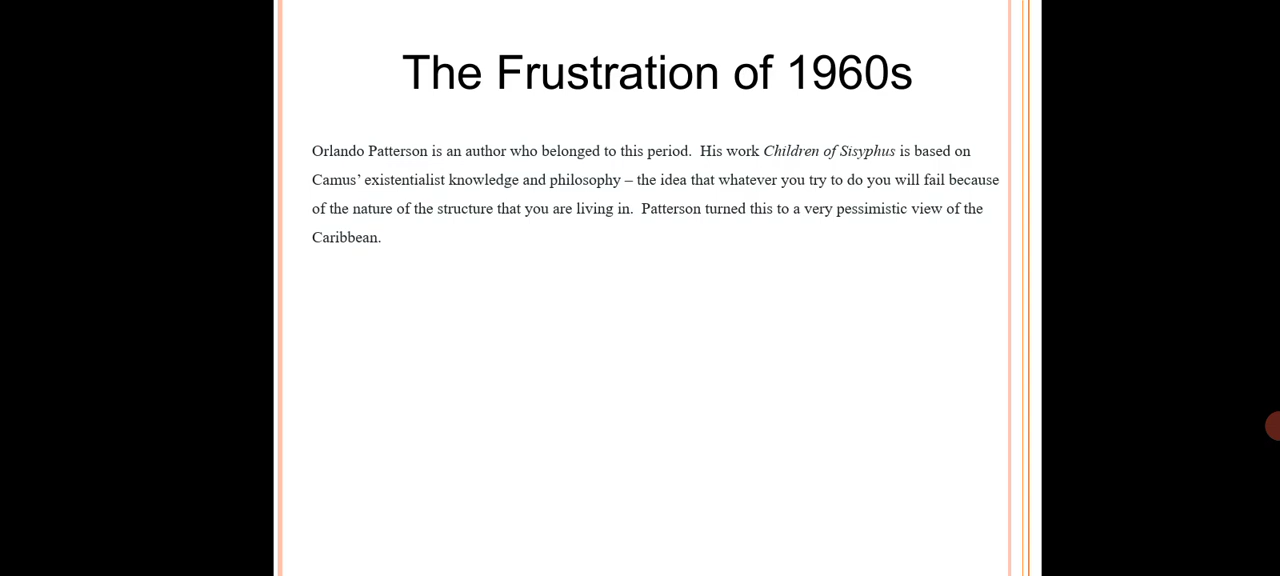 The Frustration of 1960s
Orlando Patterson is an author who belonged to this period.  His work Children of Sisyphus is based on
Camus’ existentialist knowledge and philosophy – the idea that whatever you try to do you will fail because
of the nature of the structure that you are living in.  Patterson turned this to a very pessimistic view of the
Caribbean.